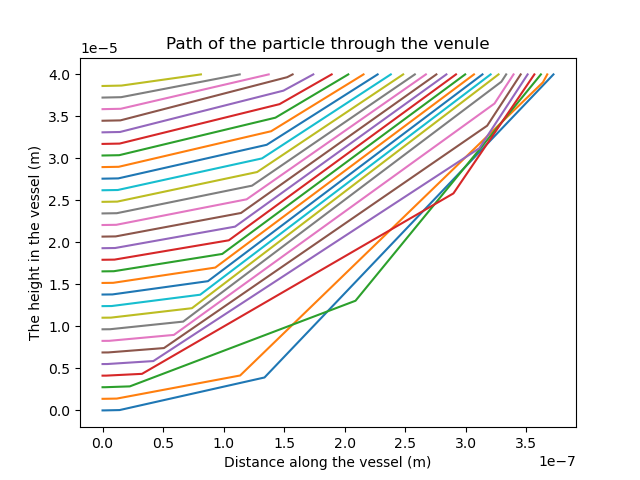 Path of the particle through the venule
1e−5
4.0
3.5
3.0
2.5
2.0
1.5
1.0
0.5
0.0
The height in the vessel (m)
0.0 0.5 1.0 1.5 2.0 2.5 3.0 3.5
Distance along the vessel (m)
1e−7